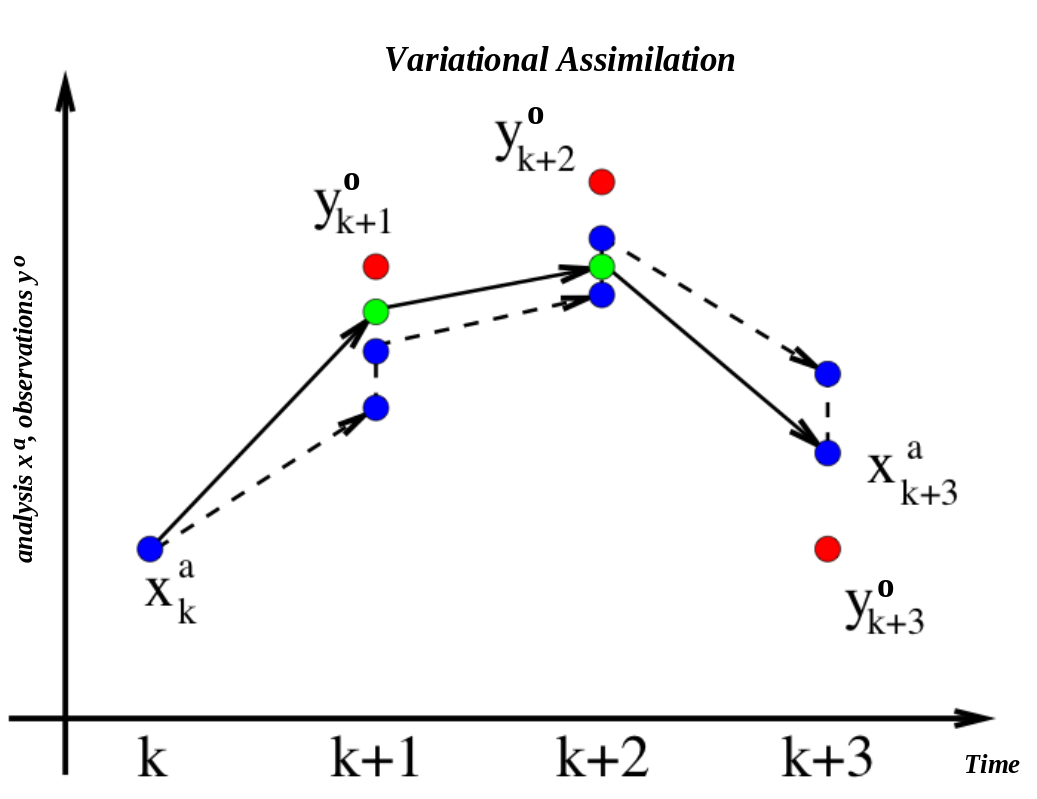 Variational Assimilation
y^o_{k+2}
y^o_{k+1}
analysis x^a, observations y^o
x^a_{k+3}
x^a_k
y^o_{k+3}
k k+1 k+2 k+3
Time